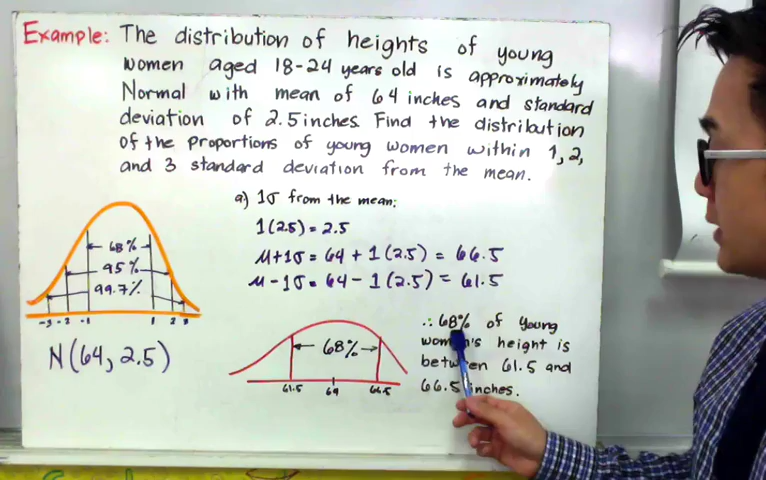 Example: The distribution of heights of young
women aged 18-24 years old is approximately
Normal with mean of 64 inches and standard
deviation of 2.5 inches. Find the distribution
of the proportions of young women within 1, 2,
and 3 standard deviation from the mean.
a) 1σ from the mean:
1(2.5) = 2.5
μ+1σ = 64 + 1(2.5) = 66.5
μ-1σ = 64 - 1(2.5) = 61.5
68%
95%
99.7%
-3 -2 -1 1 2 3
N(64, 2.5)
68%
61.5 64 66.5
∴ 68% of young
women's height is
between 61.5 and
66.5 inches.